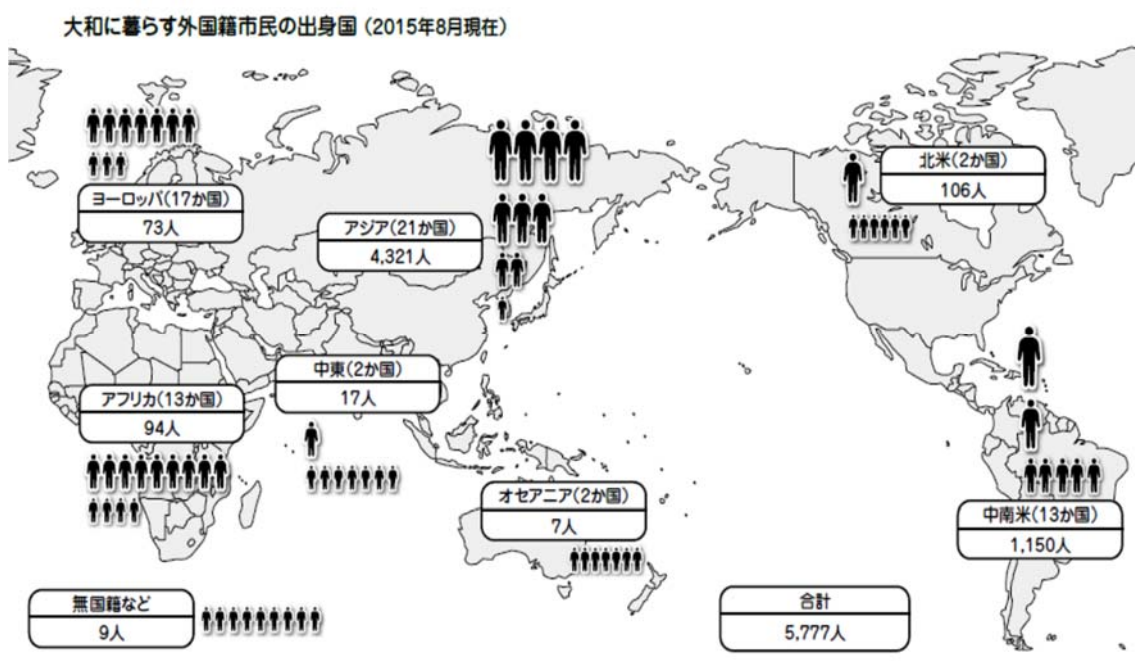 大和に暮らす外国籍市民の出身国（2015年8月現在）
ヨーロッパ（17か国）
73人
アジア（21か国）
4,321人
北米（2か国）
106人
中東（2か国）
17人
アフリカ（13か国）
94人
オセアニア（2か国）
7人
中南米（13か国）
1,150人
無国籍など
9人
合計
5,777人